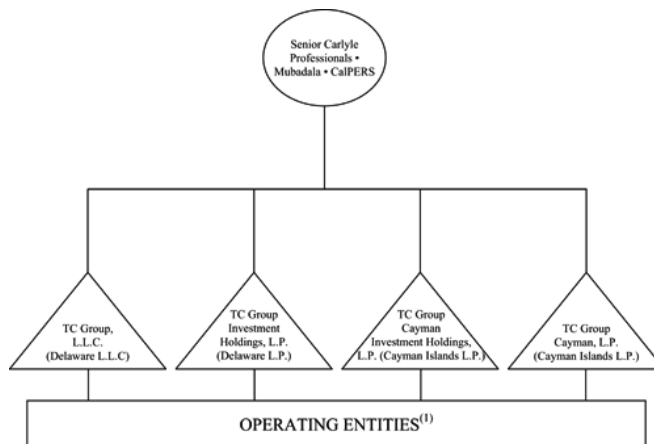 Senior Carlyle
Professionals •
Mubadala • CalPERS
TC Group,
L.L.C.
(Delaware L.L.C)
TC Group
Investment
Holdings, L.P.
(Delaware L.P.)
TC Group
Cayman
Investment Holdings,
L.P. (Cayman Islands L.P.)
TC Group
Cayman, L.P.
(Cayman Islands L.P.)
OPERATING ENTITIES(1)